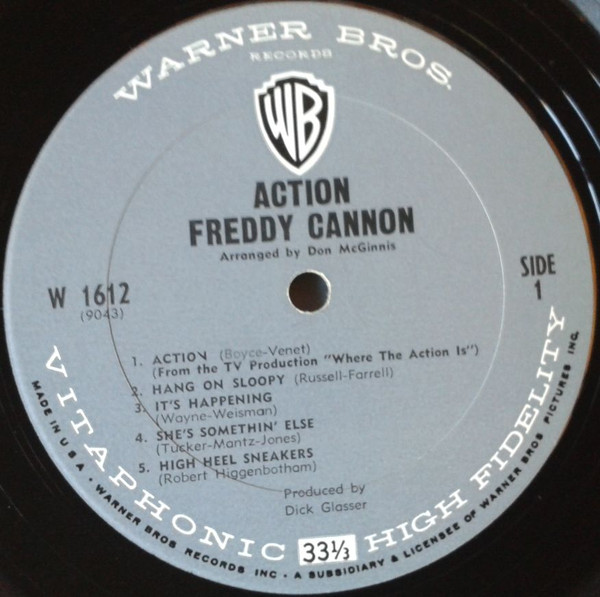 WARNER BROS.
RECORDS
WB
ACTION
FREDDY CANNON
Arranged by Don McGinnis
W 1612
(9043)
SIDE
1
1. ACTION (Boyce-Venet)
(From the TV Production "Where The Action Is")
2. HANG ON SLOOPY (Russell-Farrell)
3. IT'S HAPPENING
(Wayne-Weisman)
4. SHE'S SOMETHIN' ELSE
(Tucker-Mantz-Jones)
5. HIGH HEEL SNEAKERS
(Robert Higgenbotham)
Produced by
Dick Glasser
VITAPHONIC 33⅓ HIGH FIDELITY
MADE IN U.S.A. • WARNER BROS RECORDS INC • A SUBSIDIARY & LICENSEE OF WARNER BROS PICTURES INC.